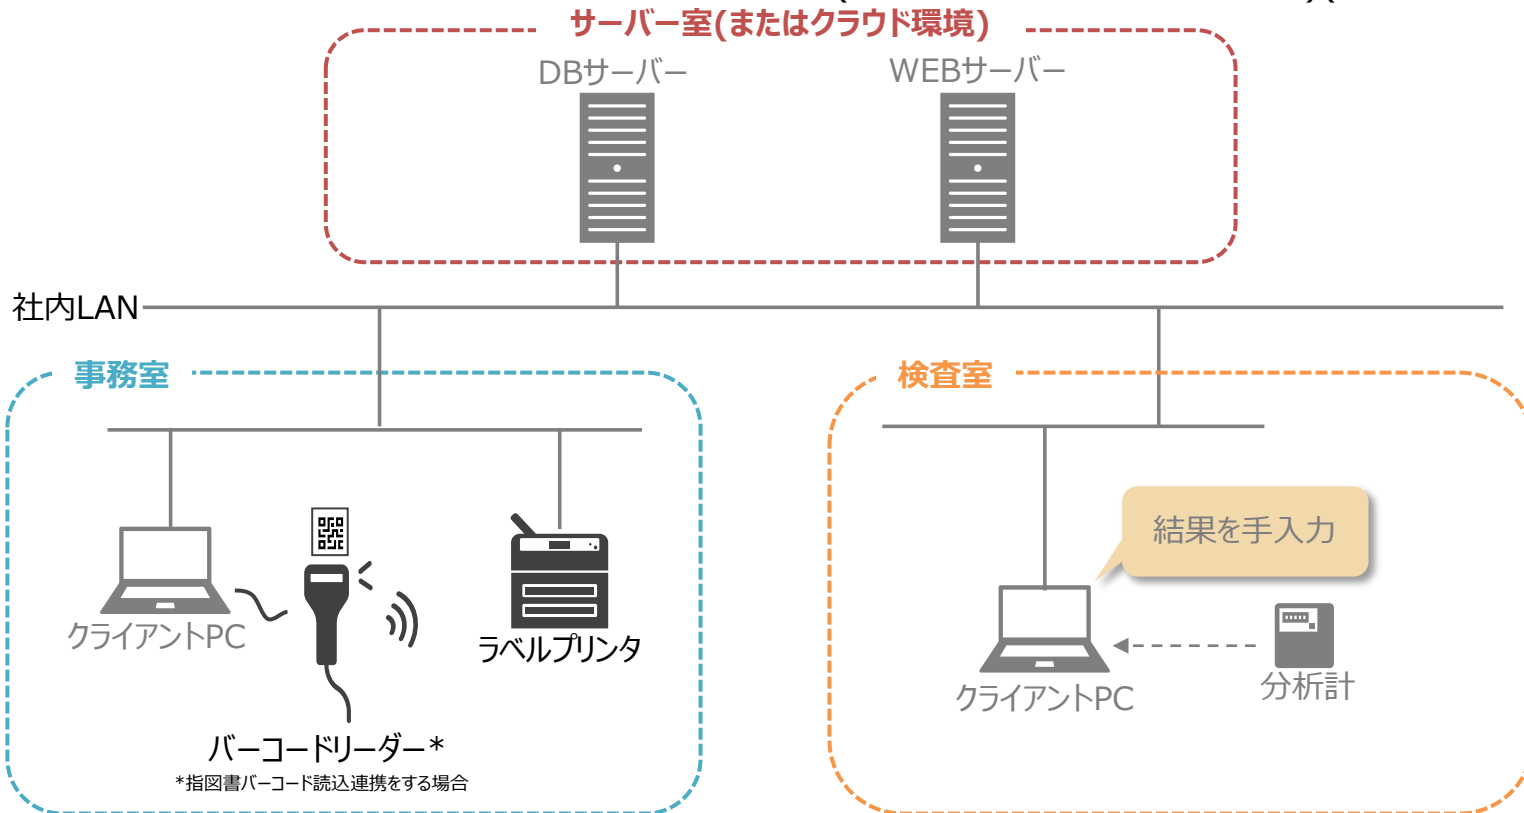 サーバー室(またはクラウド環境)
DBサーバー
WEBサーバー
社内LAN
事務室
検査室
結果を手入力
クライアントPC
ラベルプリンタ
クライアントPC
分析計
バーコードリーダー*
*指図書バーコード読込連携をする場合